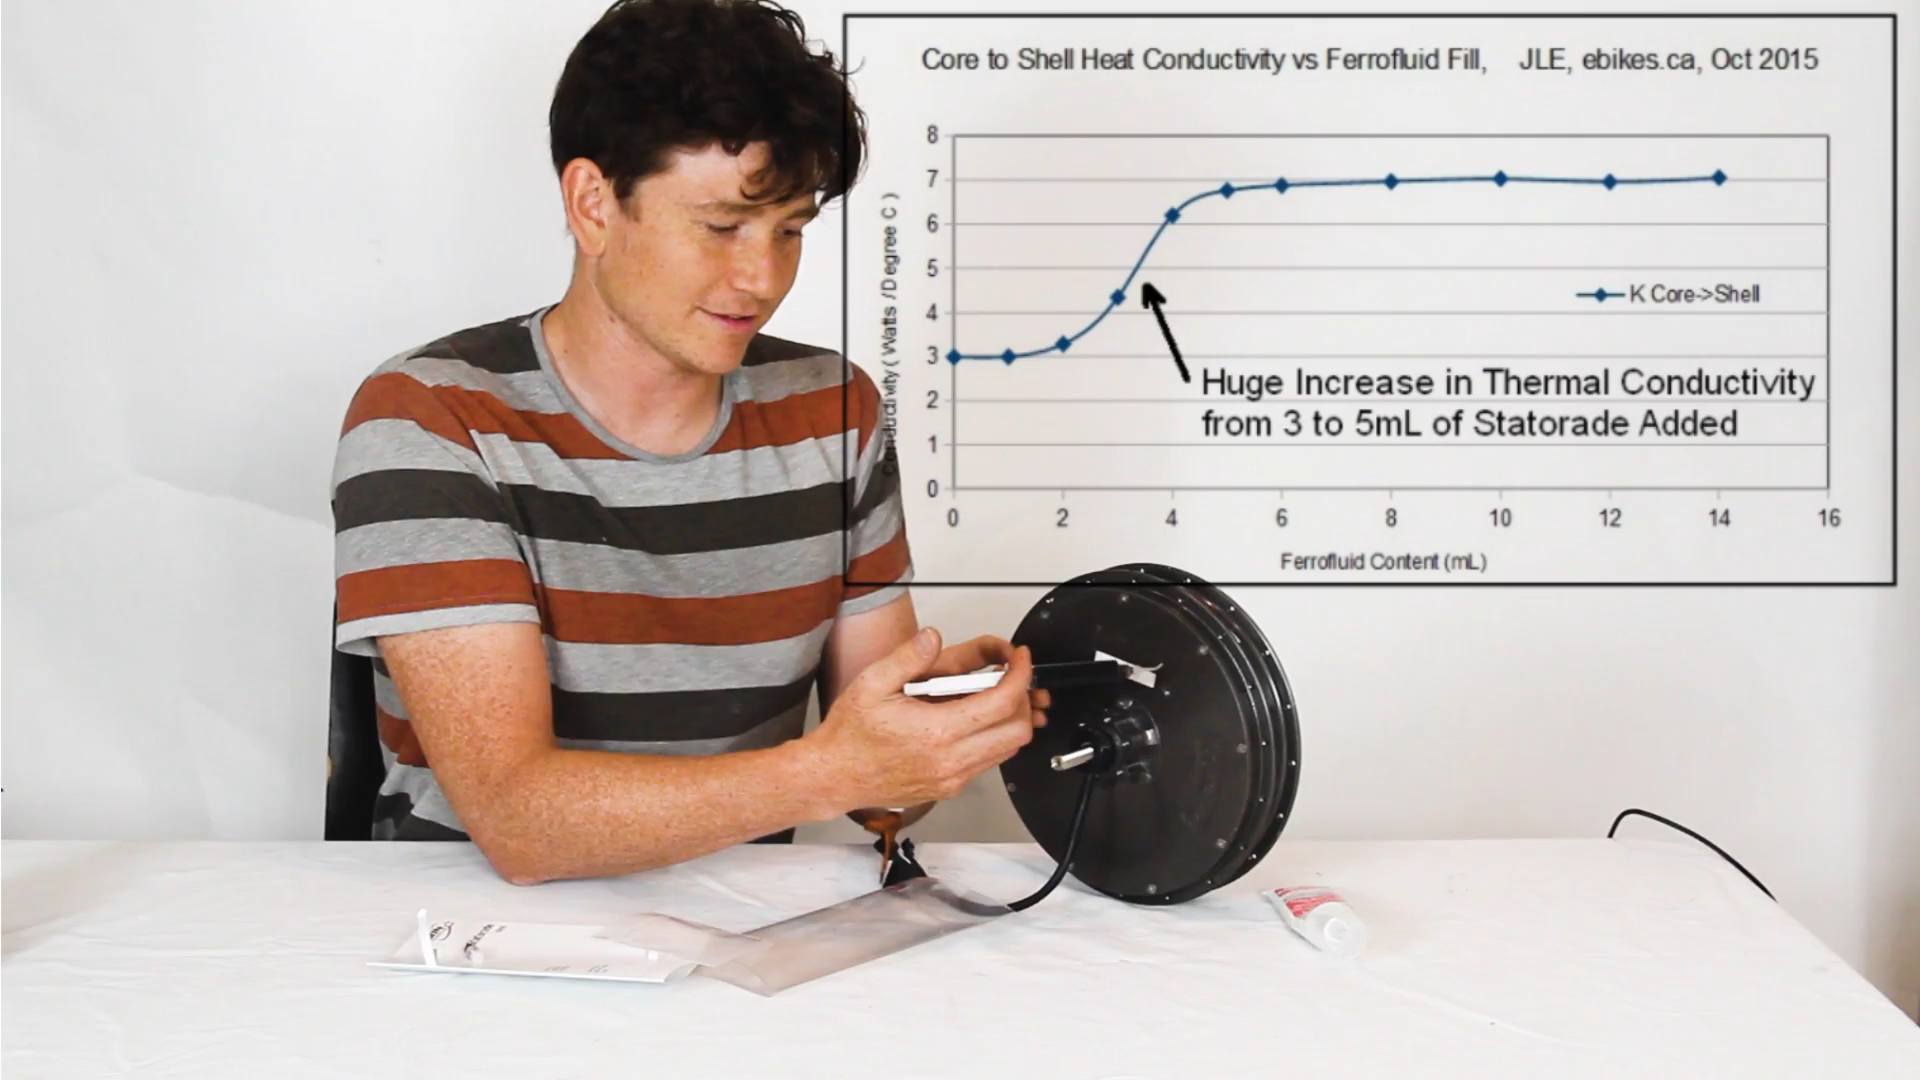 Core to Shell Heat Conductivity vs Ferrofluid Fill, JLE, ebikes.ca, Oct 2015
8
7
6
5
4
3
2
1
0
Conductivity ( Watts /Degree C )
K Core->Shell
Huge Increase in Thermal Conductivity
from 3 to 5mL of Statorade Added
0 2 4 6 8 10 12 14 16
Ferrofluid Content (mL)